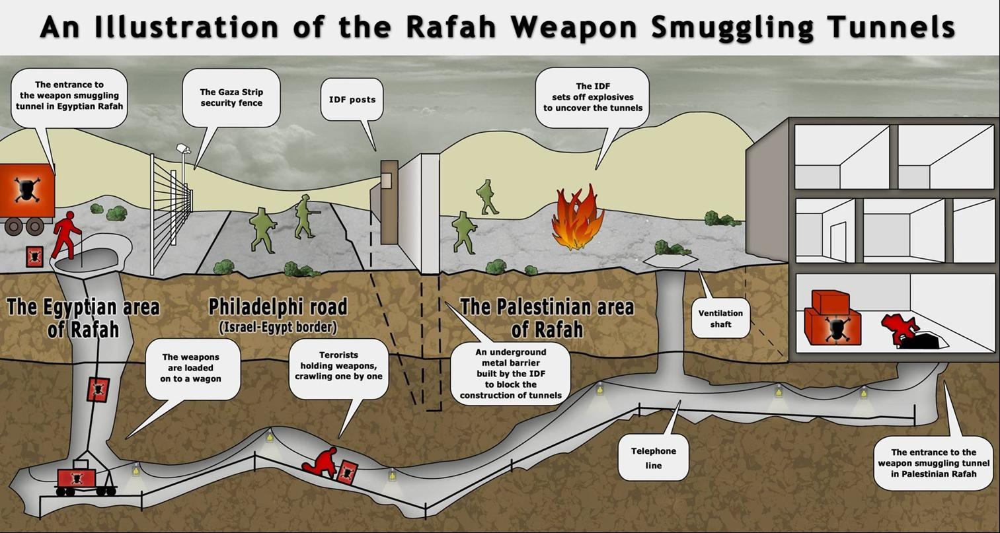 An Illustration of the Rafah Weapon Smuggling Tunnels
The entrance to
the weapon smuggling
tunnel in Egyptian Rafah
The Gaza Strip
security fence
IDF posts
The IDF
sets off explosives
to uncover the tunnels
The Egyptian area
of Rafah
Philadelphi road
(Israel-Egypt border)
The Palestinian area
of Rafah
Ventilation
shaft
The weapons
are loaded
on to a wagon
Terorists
holding weapons,
crawling one by one
An underground
metal barrier
built by the IDF
to block the
construction of tunnels
Telephone
line
The entrance to the
weapon smuggling tunnel
in Palestinian Rafah